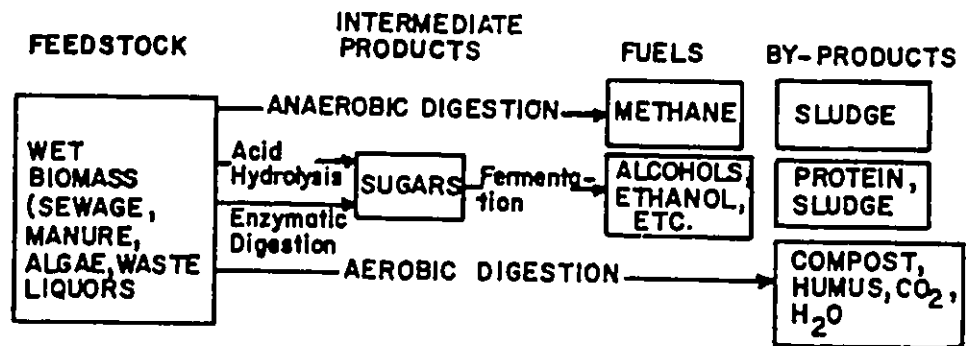 FEEDSTOCK
INTERMEDIATE
PRODUCTS
FUELS
BY-PRODUCTS
WET
BIOMASS
(SEWAGE,
MANURE,
ALGAE, WASTE
LIQUORS
ANAEROBIC DIGESTION
METHANE
SLUDGE
Acid
Hydrolysis
Enzymatic
Digestion
SUGARS
Fermenta-
tion
ALCOHOLS,
ETHANOL,
ETC.
PROTEIN,
SLUDGE
AEROBIC DIGESTION
COMPOST,
HUMUS, CO₂,
H₂O